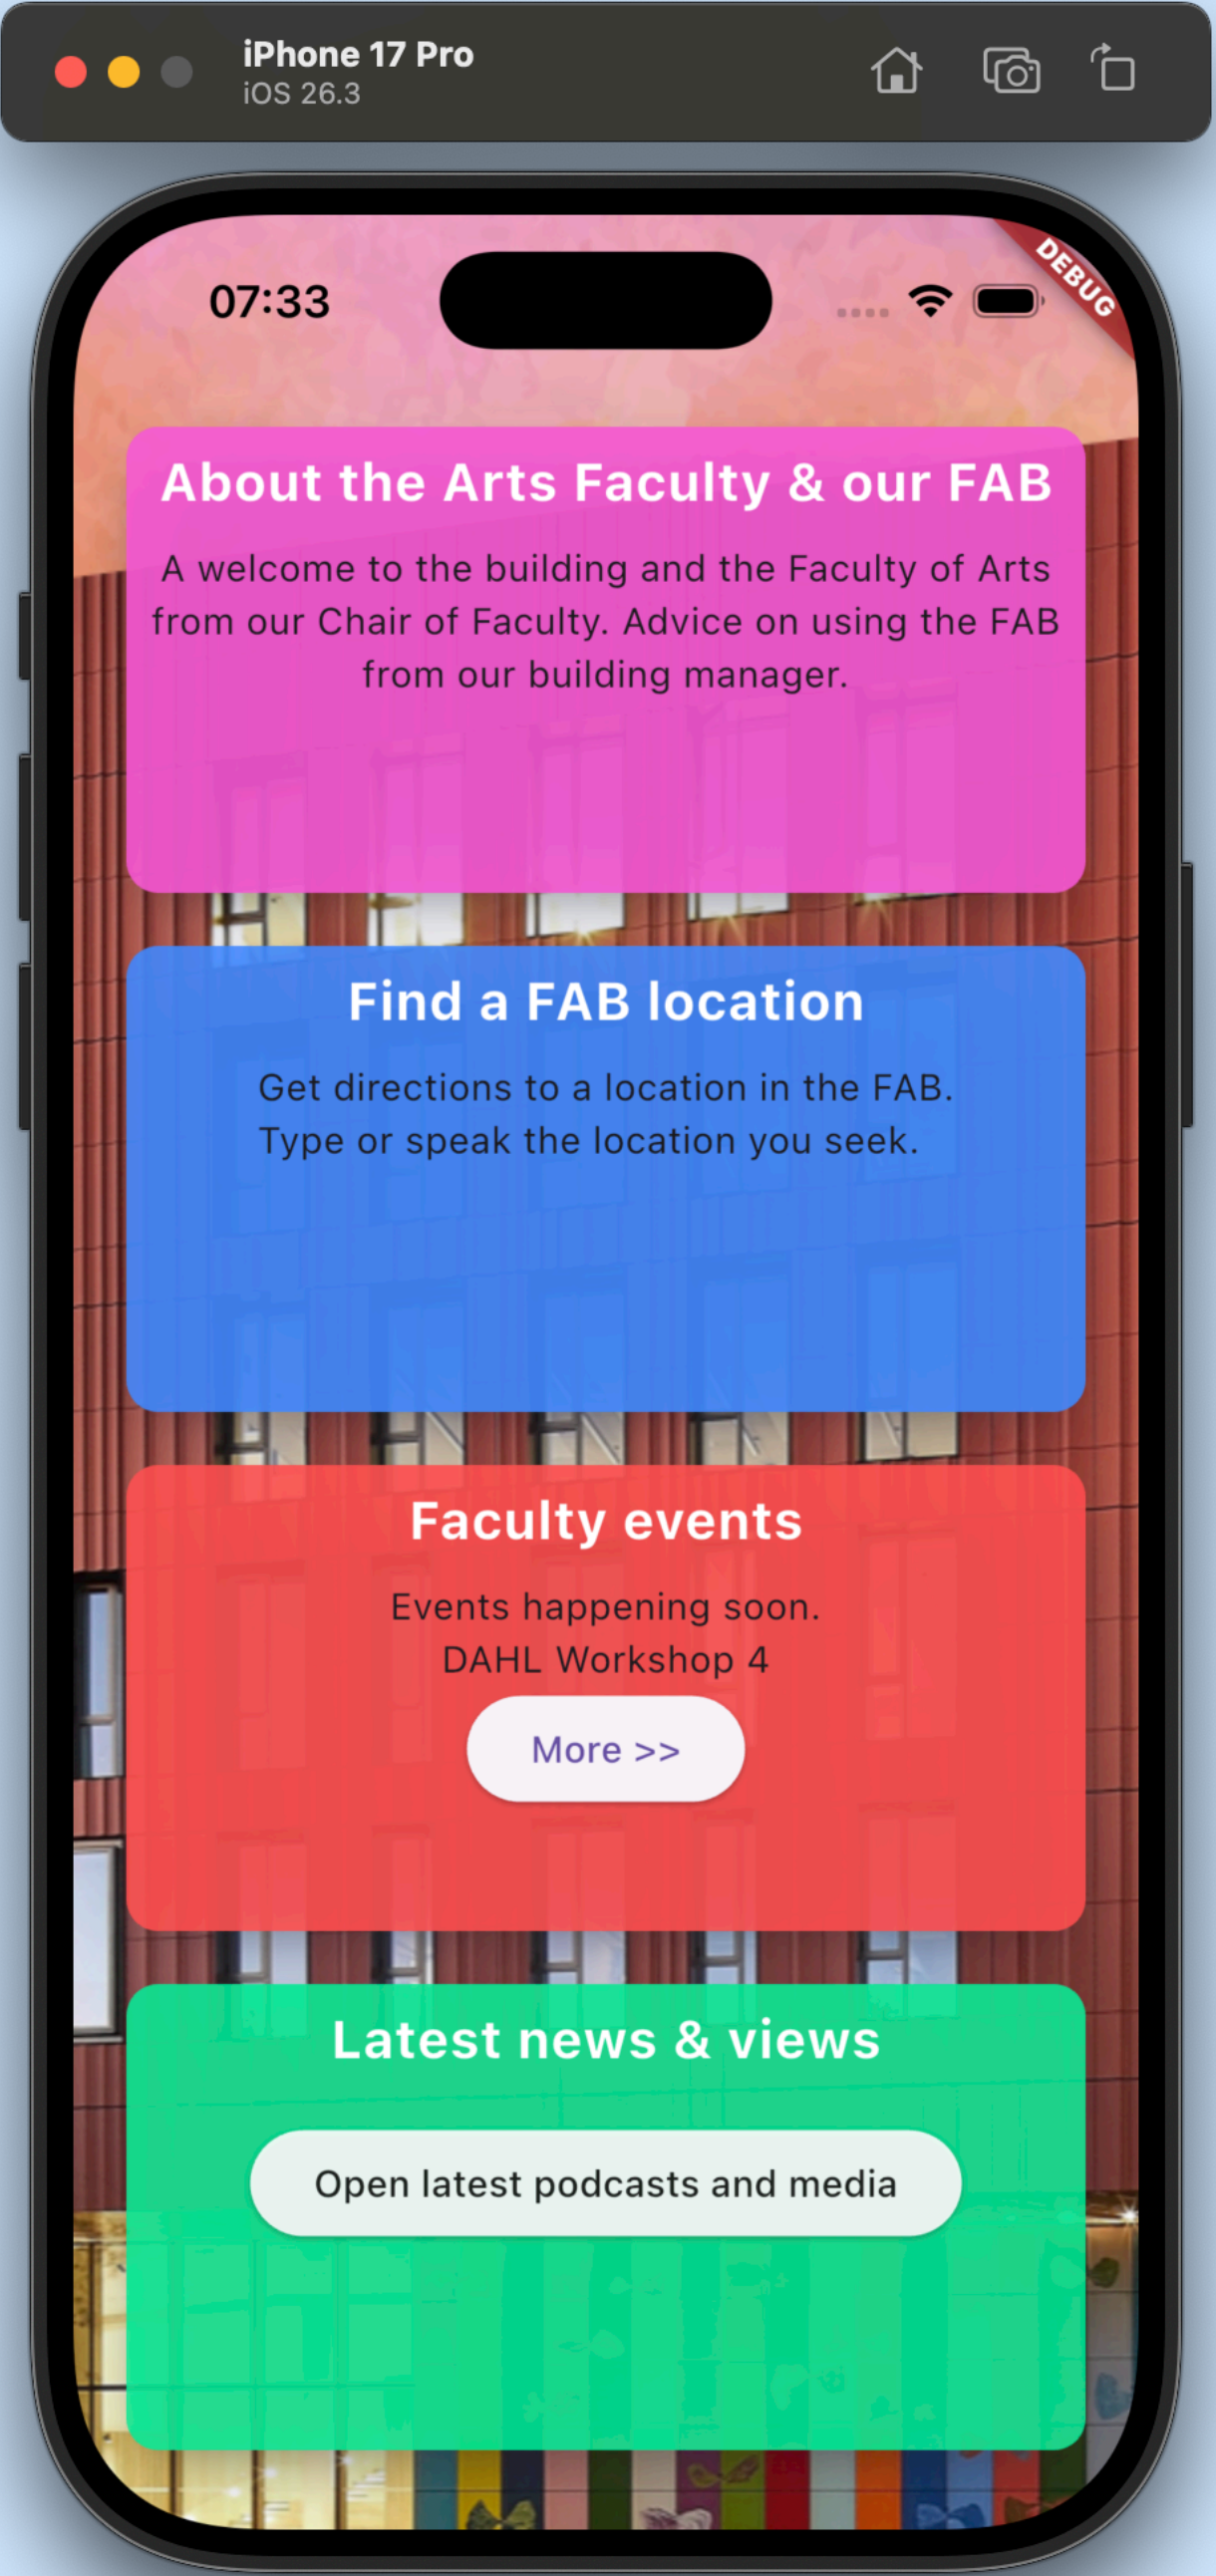 iPhone 17 Pro
iOS 26.3
07:33
DEBUG
About the Arts Faculty & our FAB
A welcome to the building and the Faculty of Arts
from our Chair of Faculty. Advice on using the FAB
from our building manager.
Find a FAB location
Get directions to a location in the FAB.
Type or speak the location you seek.
Faculty events
Events happening soon.
DAHL Workshop 4
More >>
Latest news & views
Open latest podcasts and media